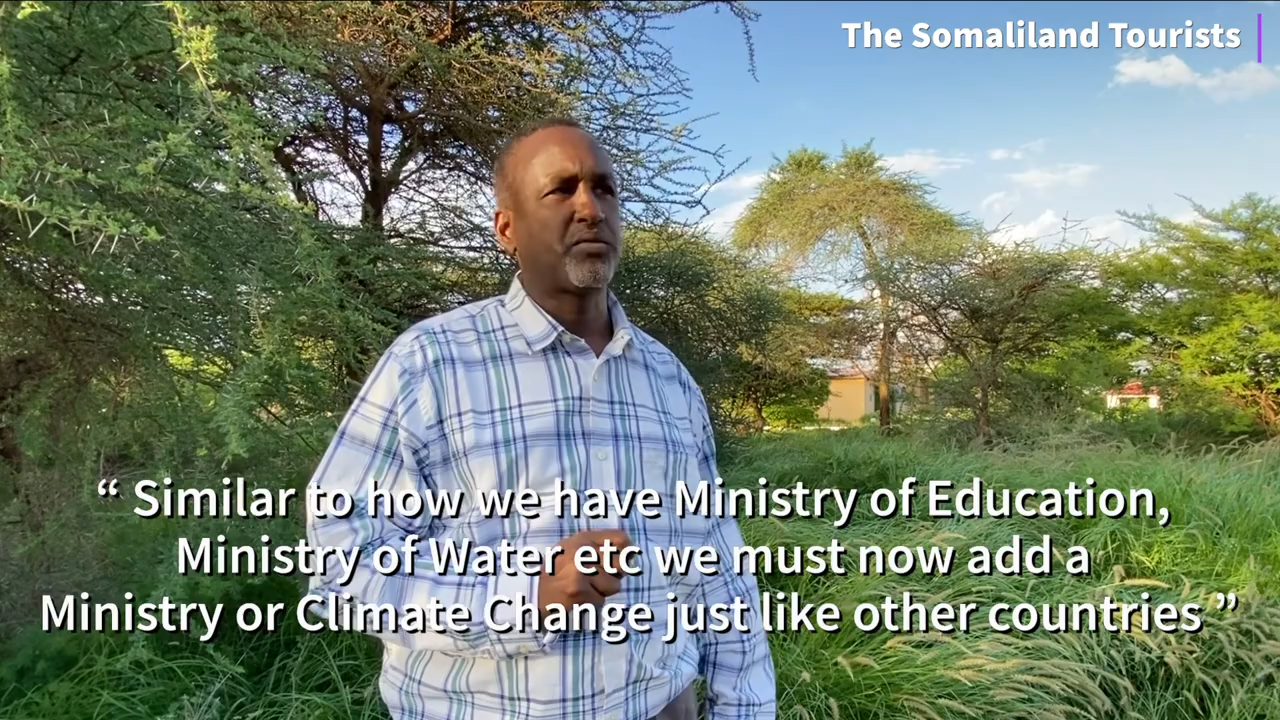 The Somaliland Tourists
“ Similar to how we have Ministry of Education,
Ministry of Water etc we must now add a
Ministry or Climate Change just like other countries ”